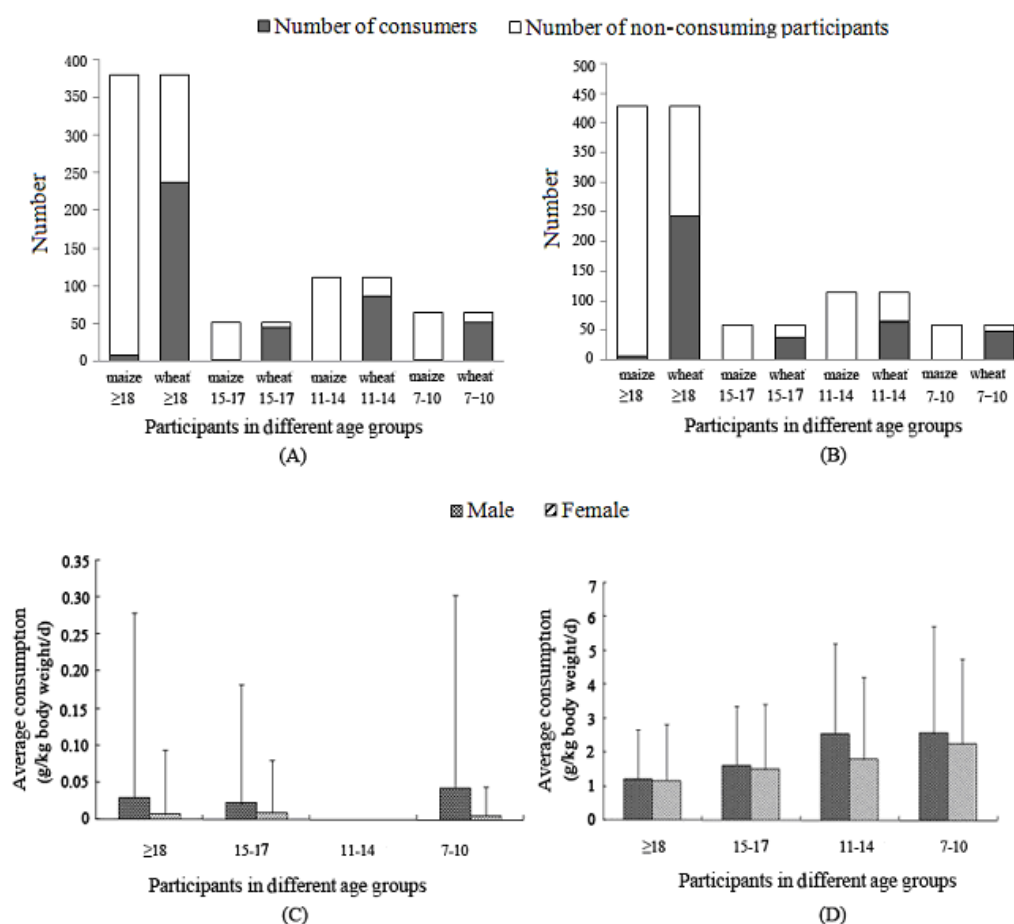 Number of consumers Number of non-consuming participants
400
350
300
250
200
150
100
50
0
Number
maize wheat maize wheat maize wheat maize wheat
≥18 ≥18 15-17 15-17 11-14 11-14 7-10 7−10
Participants in different age groups
(A)
500
450
400
350
300
250
200
150
100
50
0
Number
maize wheat maize wheat maize wheat maize wheat
≥18 ≥18 15-17 15-17 11-14 11-14 7-10 7−10
Participants in different age groups
(B)
Male Female
0.35
0.30
0.25
0.20
0.15
0.10
0.05
0
Average consumption
(g/kg body weight/d)
≥18 15-17 11-14 7-10
Participants in different age groups
(C)
7
6
5
4
3
2
1
0
Average consumption
(g/kg body weight/d)
≥18 15-17 11-14 7-10
Participants in different age groups
(D)